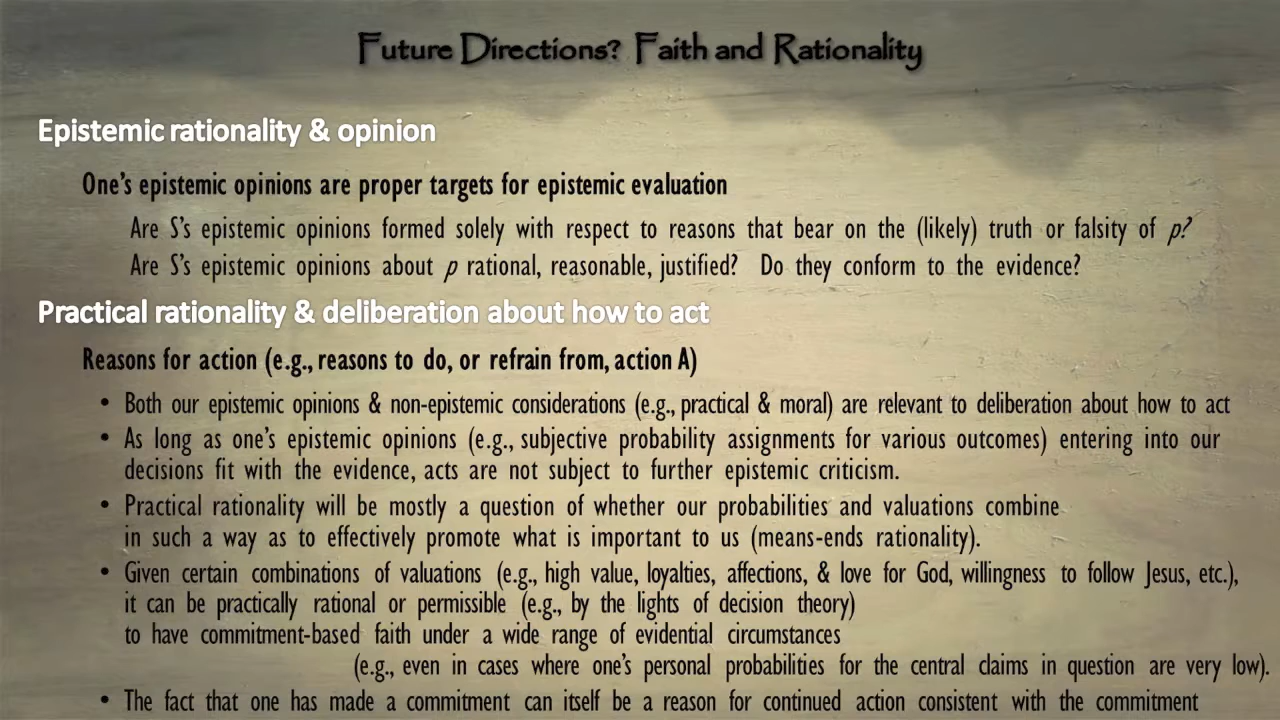 Future Directions? Faith and Rationality
Epistemic rationality & opinion
One's epistemic opinions are proper targets for epistemic evaluation
Are S's epistemic opinions formed solely with respect to reasons that bear on the (likely) truth or falsity of p?
Are S's epistemic opinions about p rational, reasonable, justified? Do they conform to the evidence?
Practical rationality & deliberation about how to act
Reasons for action (e.g., reasons to do, or refrain from, action A)
• Both our epistemic opinions & non-epistemic considerations (e.g., practical & moral) are relevant to deliberation about how to act
• As long as one's epistemic opinions (e.g., subjective probability assignments for various outcomes) entering into our
decisions fit with the evidence, acts are not subject to further epistemic criticism.
• Practical rationality will be mostly a question of whether our probabilities and valuations combine
in such a way as to effectively promote what is important to us (means-ends rationality).
• Given certain combinations of valuations (e.g., high value, loyalties, affections, & love for God, willingness to follow Jesus, etc.),
it can be practically rational or permissible (e.g., by the lights of decision theory)
to have commitment-based faith under a wide range of evidential circumstances
(e.g., even in cases where one's personal probabilities for the central claims in question are very low).
• The fact that one has made a commitment can itself be a reason for continued action consistent with the commitment